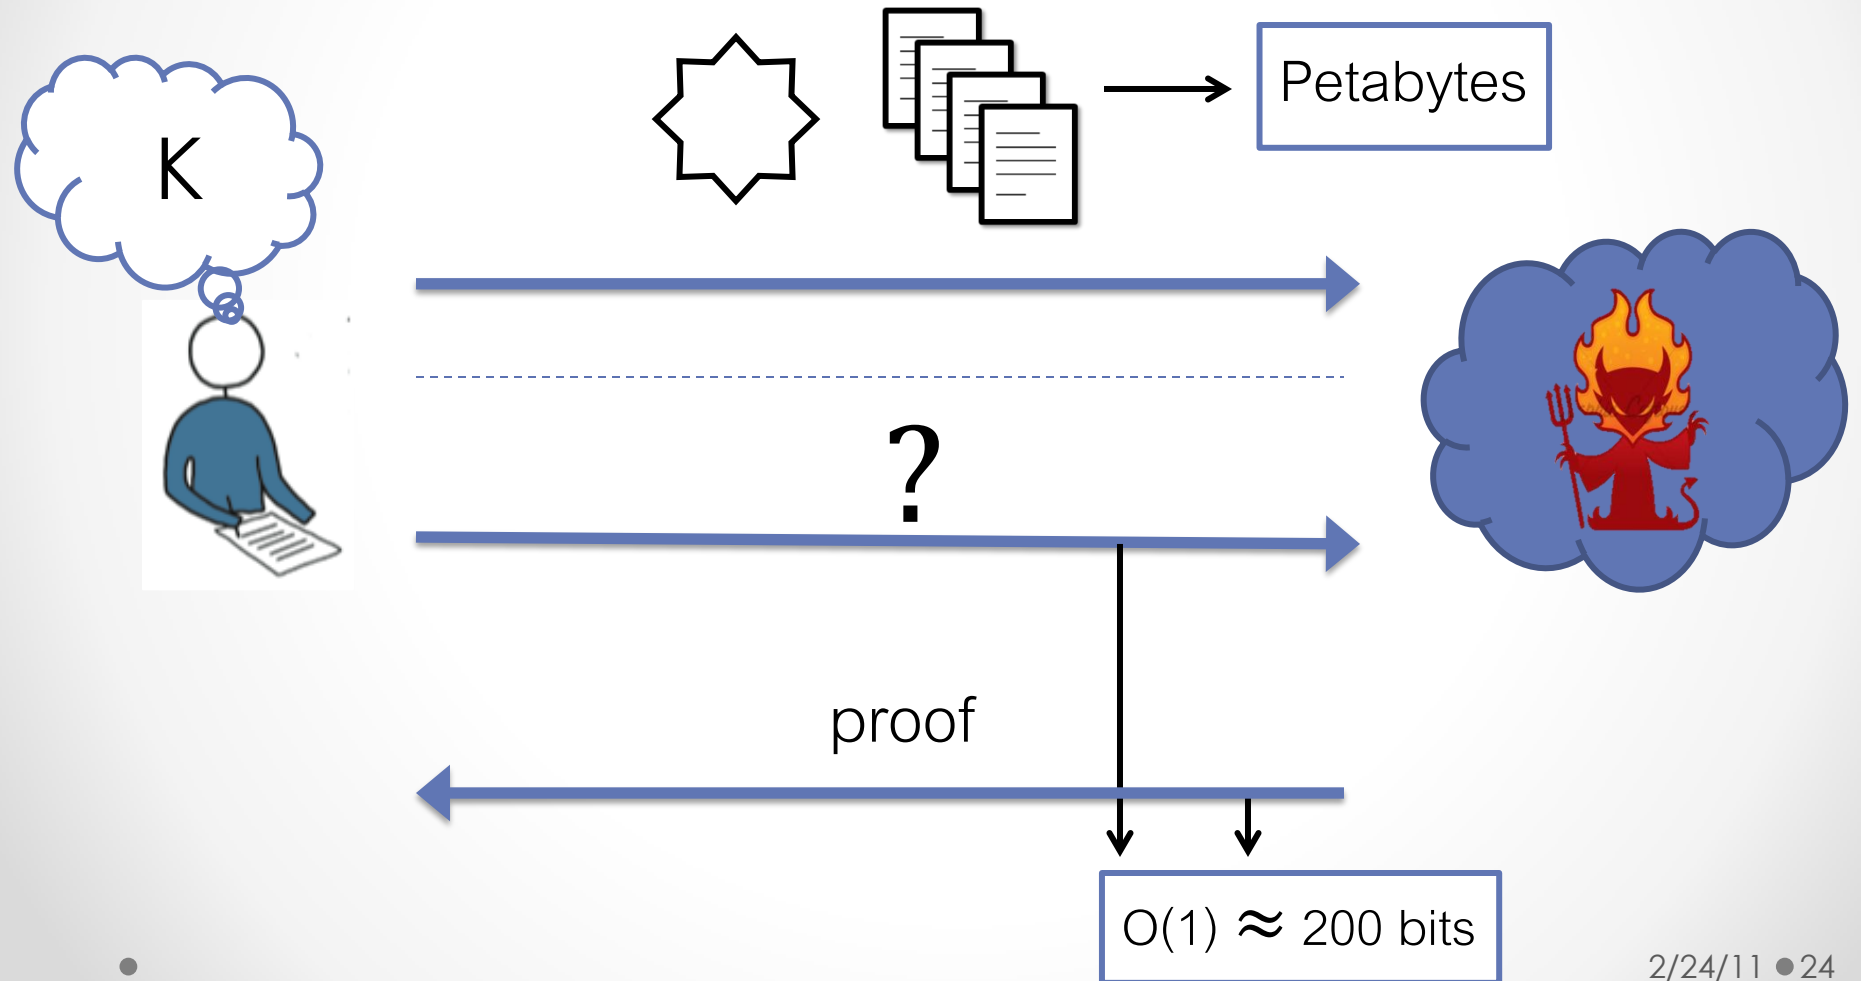 Petabytes
K
?
proof
O(1) ≈ 200 bits
2/24/11 ● 24